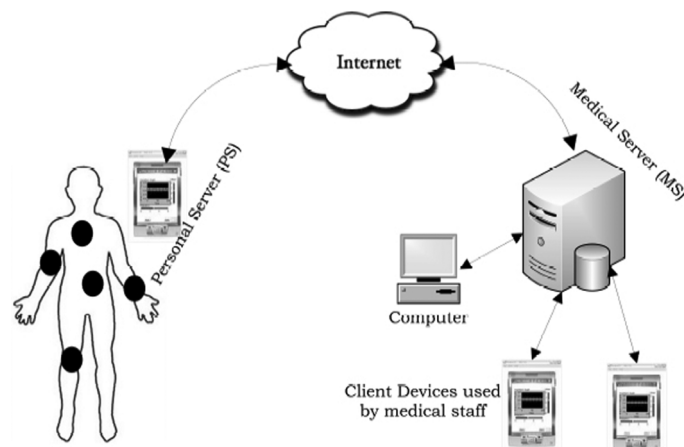 Internet
Medical Server (MS)
Personal Server (PS)
Computer
Client Devices used
by medical staff